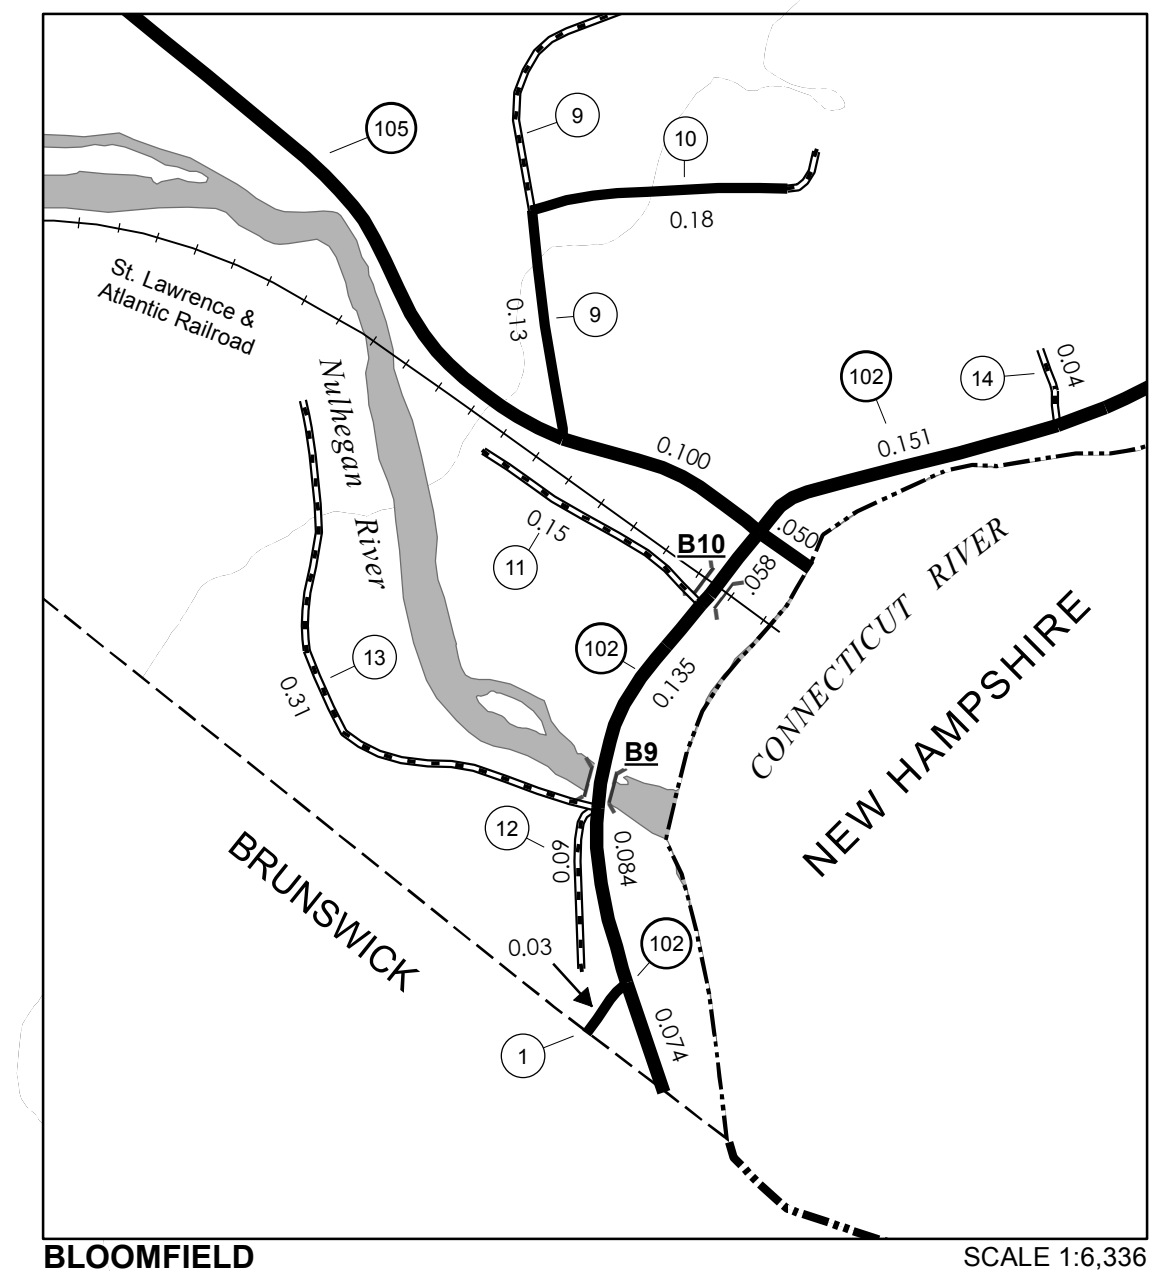 9
105
10
0.18
St. Lawrence &
Atlantic Railroad
0.13
9
Nulhegan
River
102
14
0.04
0.151
0.100
0.15
11
B10
.050
.058
CONNECTICUT RIVER
NEW HAMPSHIRE
102
0.135
13
0.31
B9
12
0.09
0.084
BRUNSWICK
0.03
102
1
0.074
BLOOMFIELD
SCALE 1:6,336